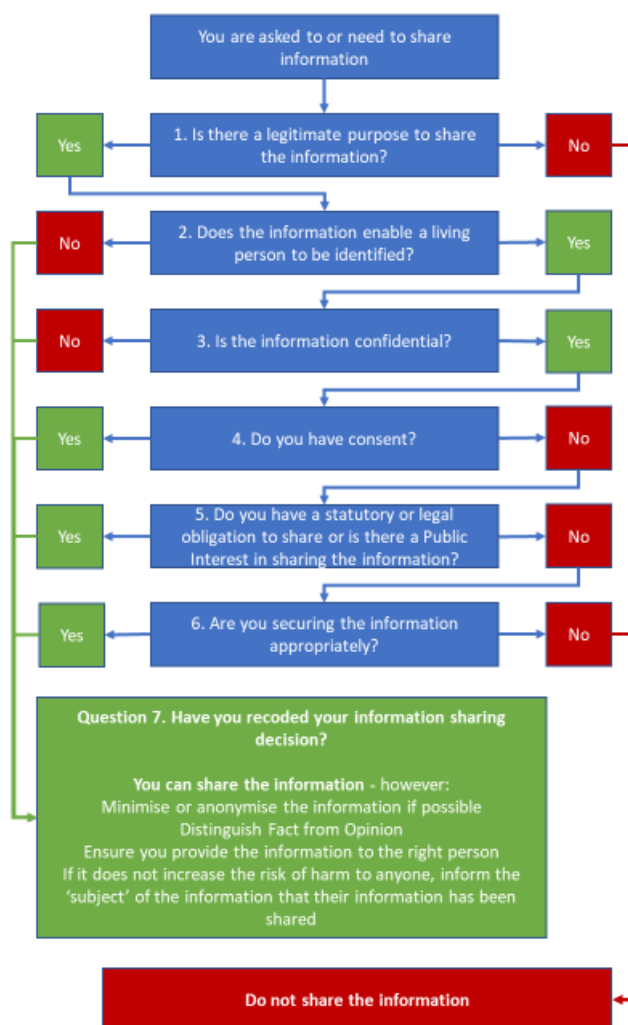 You are asked to or need to share
information
1. Is there a legitimate purpose to share
the information?
Yes
No
2. Does the information enable a living
person to be identified?
No
Yes
3. Is the information confidential?
No
Yes
4. Do you have consent?
Yes
No
5. Do you have a statutory or legal
obligation to share or is there a Public
Interest in sharing the information?
Yes
No
6. Are you securing the information
appropriately?
Yes
No
Question 7. Have you recoded your information sharing
decision?
You can share the information - however:
Minimise or anonymise the information if possible
Distinguish Fact from Opinion
Ensure you provide the information to the right person
If it does not increase the risk of harm to anyone, inform the
‘subject’ of the information that their information has been
shared
Do not share the information